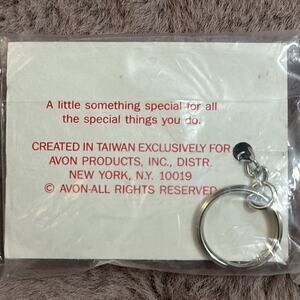 A little something special for all
the special things you do.
CREATED IN TAIWAN EXCLUSIVELY FOR
AVON PRODUCTS, INC., DISTR.
NEW YORK, N.Y. 10019
© AVON-ALL RIGHTS RESERVED